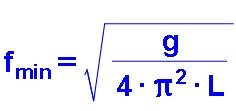 f_min = √(g / (4 · π² · L))